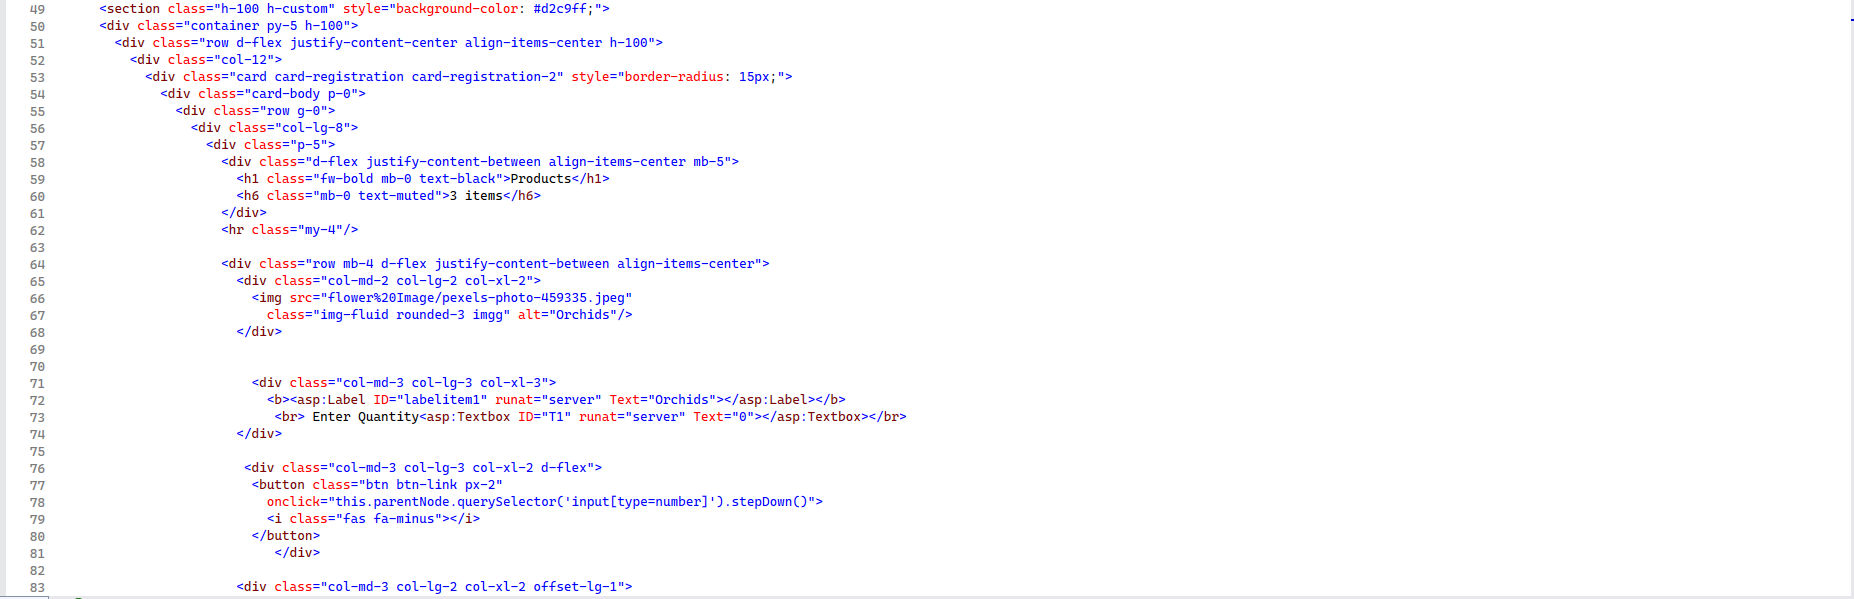 49 <section class="h-100 h-custom" style="background-color: #d2c9ff;">
50 <div class="container py-5 h-100">
51 <div class="row d-flex justify-content-center align-items-center h-100">
52 <div class="col-12">
53 <div class="card card-registration card-registration-2" style="border-radius: 15px;">
54 <div class="card-body p-0">
55 <div class="row g-0">
56 <div class="col-lg-8">
57 <div class="p-5">
58 <div class="d-flex justify-content-between align-items-center mb-5">
59 <h1 class="fw-bold mb-0 text-black">Products</h1>
60 <h6 class="mb-0 text-muted">3 items</h6>
61 </div>
62 <hr class="my-4"/>
63
64 <div class="row mb-4 d-flex justify-content-between align-items-center">
65 <div class="col-md-2 col-lg-2 col-xl-2">
66 <img src="flower%20Image/pexels-photo-459335.jpeg"
67 class="img-fluid rounded-3 imgg" alt="Orchids"/>
68 </div>
69
70
71 <div class="col-md-3 col-lg-3 col-xl-3">
72 <b><asp:Label ID="labelitem1" runat="server" Text="Orchids"></asp:Label></b>
73 <br> Enter Quantity<asp:Textbox ID="T1" runat="server" Text="0"></asp:Textbox></br>
74 </div>
75
76 <div class="col-md-3 col-lg-3 col-xl-2 d-flex">
77 <button class="btn btn-link px-2"
78 onclick="this.parentNode.querySelector('input[type=number]').stepDown()">
79 <i class="fas fa-minus"></i>
80 </button>
81 </div>
82
83 <div class="col-md-3 col-lg-2 col-xl-2 offset-lg-1">